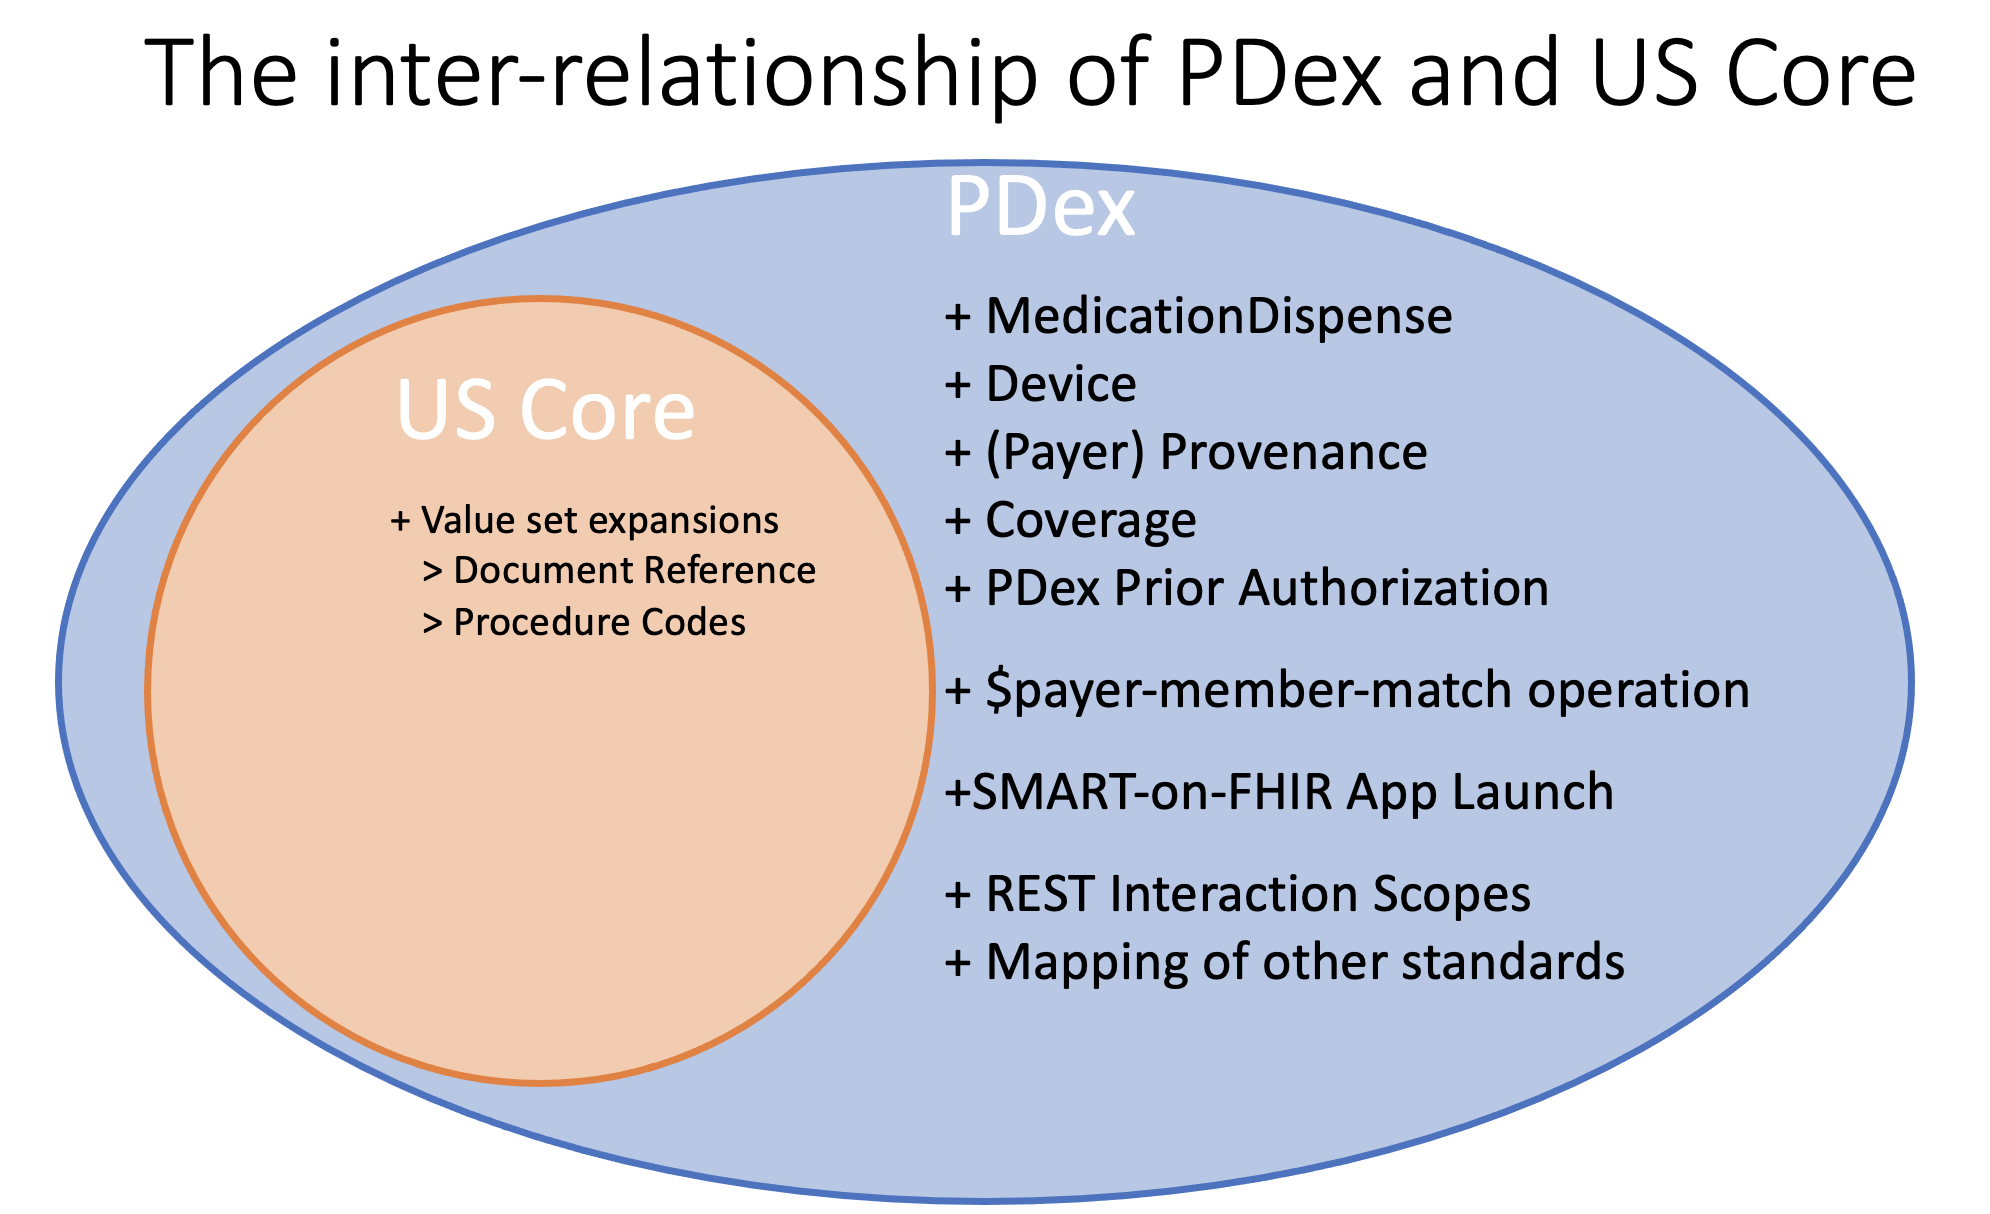 The inter-relationship of PDex and US Core
PDex
+ MedicationDispense
+ Device
+ (Payer) Provenance
+ Coverage
+ PDex Prior Authorization
+ $payer-member-match operation
+SMART-on-FHIR App Launch
+ REST Interaction Scopes
+ Mapping of other standards
US Core
+ Value set expansions
> Document Reference
> Procedure Codes